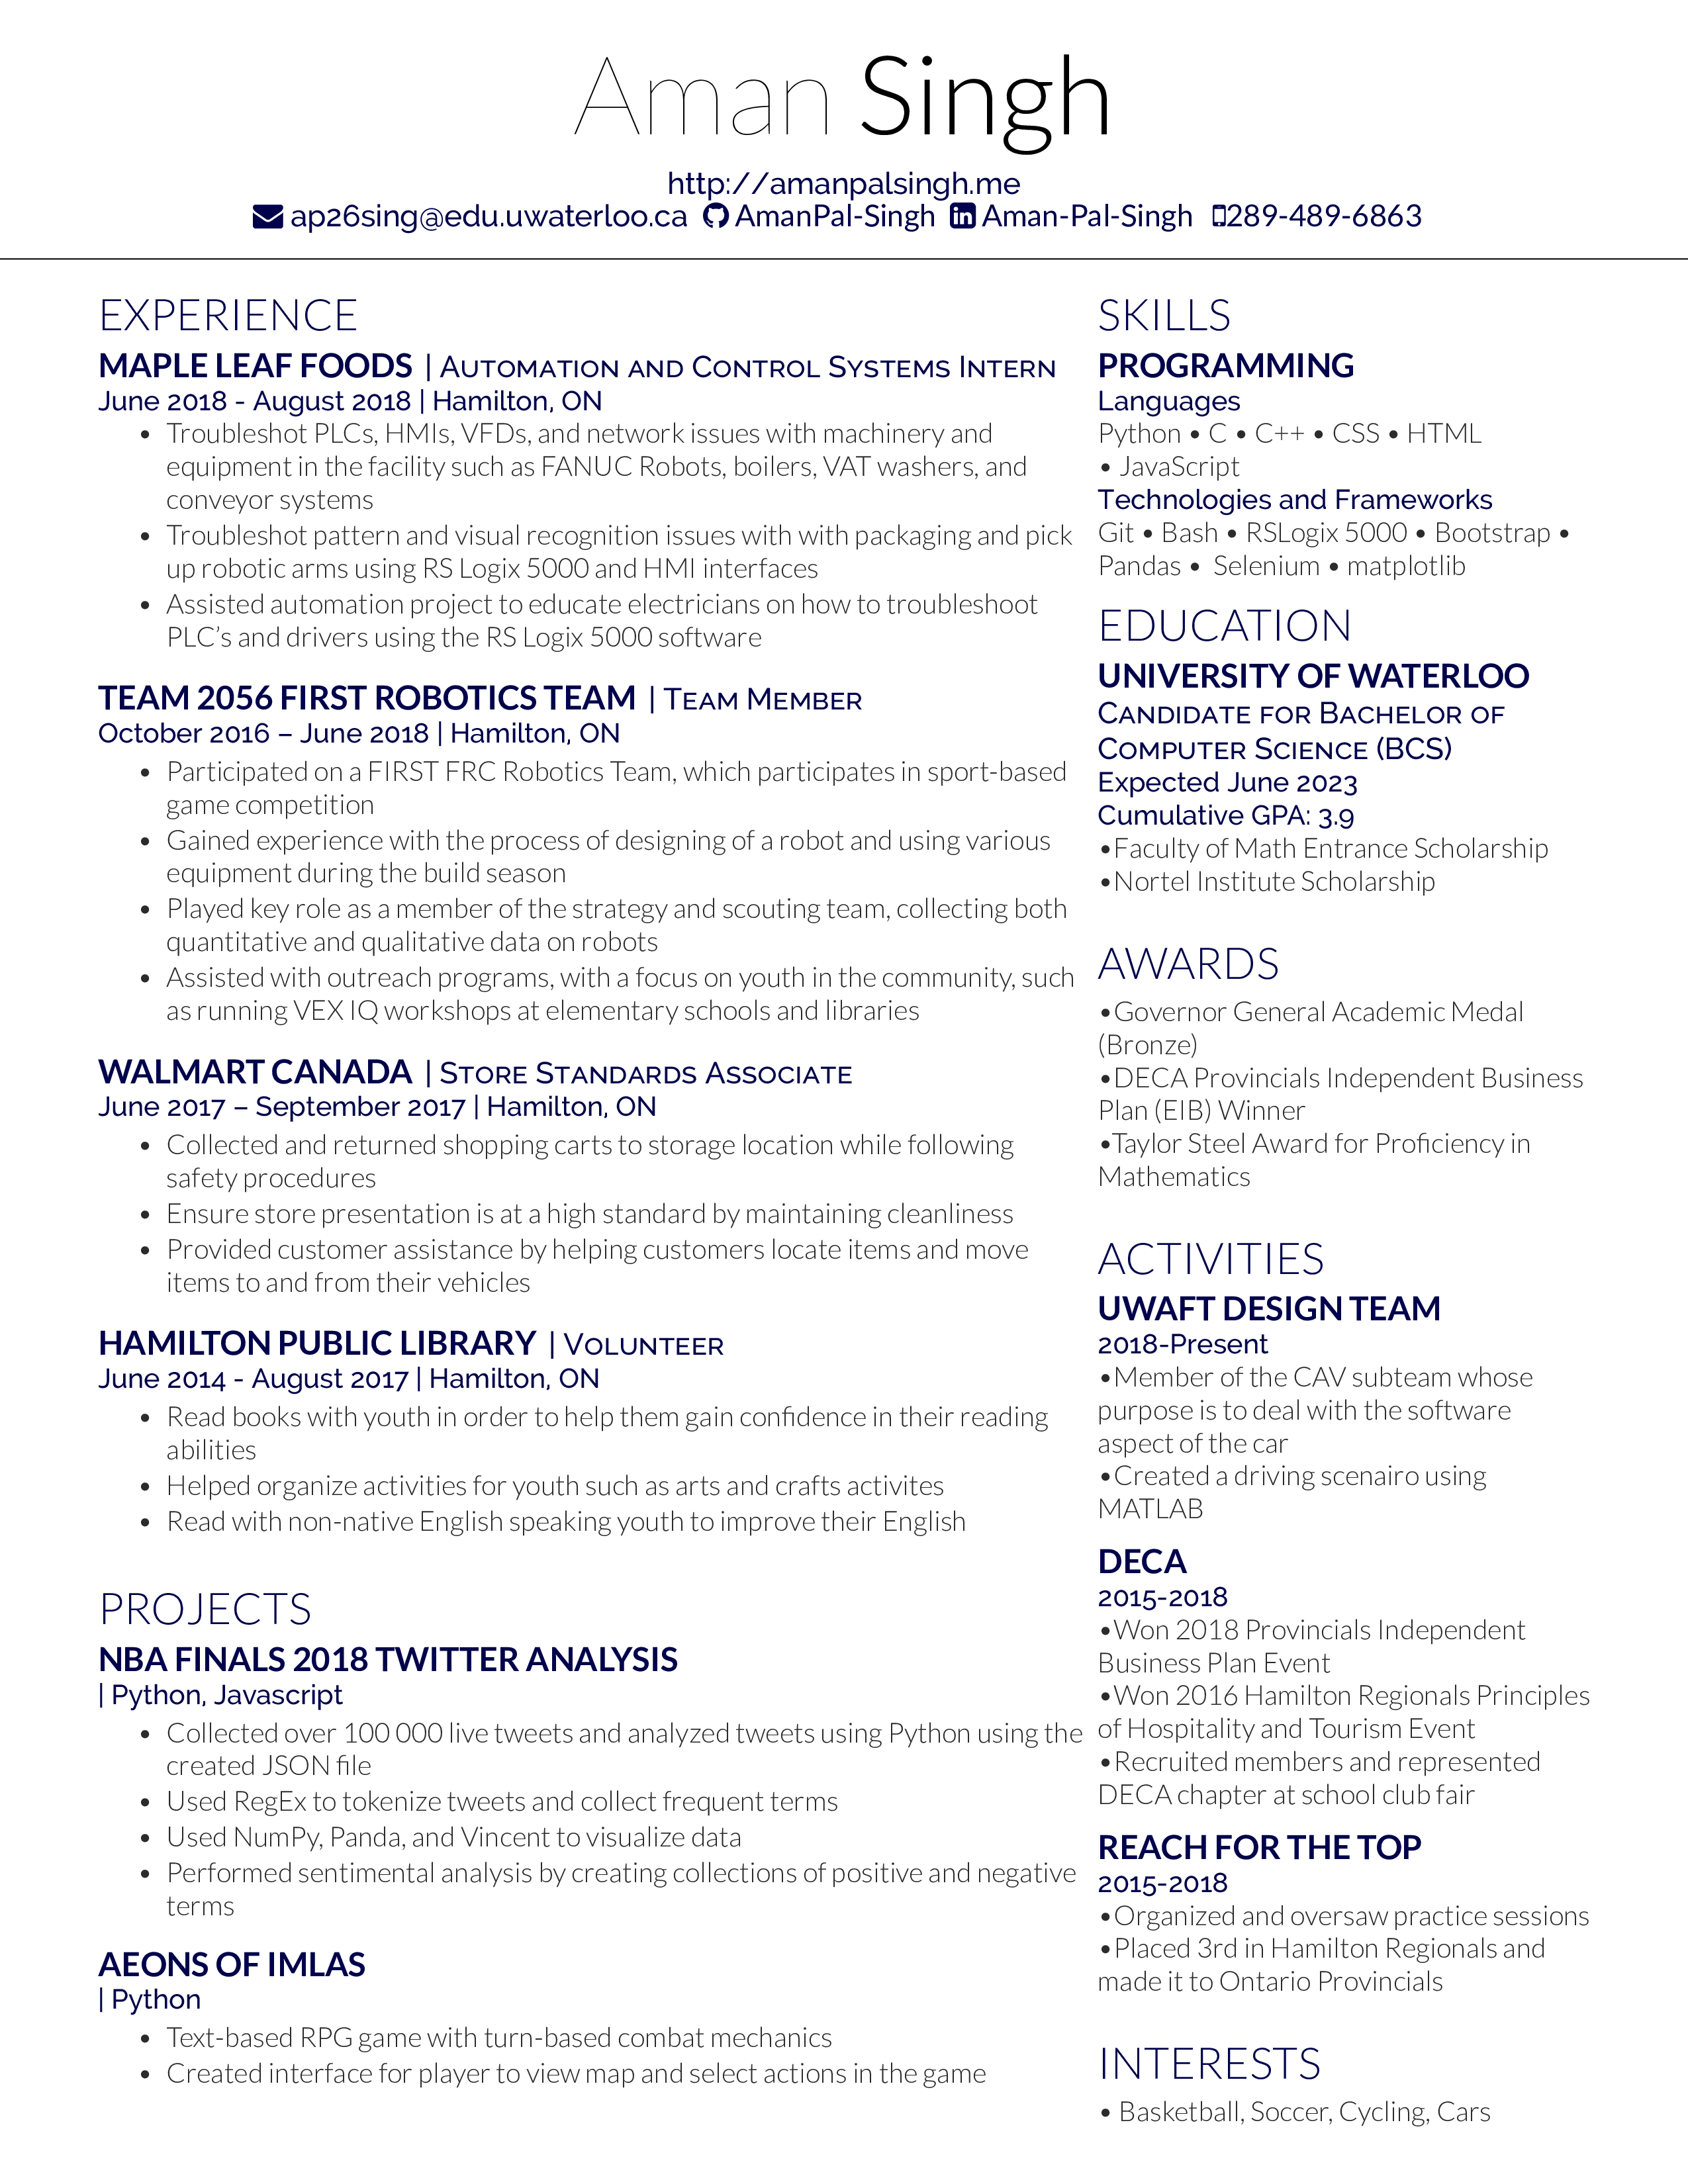 Aman Singh
http://amanpalsingh.me
ap26sing@edu.uwaterloo.ca AmanPal-Singh Aman-Pal-Singh 289-489-6863
EXPERIENCE
MAPLE LEAF FOODS | Automation and Control Systems Intern
June 2018 - August 2018 | Hamilton, ON
• Troubleshot PLCs, HMIs, VFDs, and network issues with machinery and
equipment in the facility such as FANUC Robots, boilers, VAT washers, and
conveyor systems
• Troubleshot pattern and visual recognition issues with with packaging and pick
up robotic arms using RS Logix 5000 and HMI interfaces
• Assisted automation project to educate electricians on how to troubleshoot
PLC’s and drivers using the RS Logix 5000 software
TEAM 2056 FIRST ROBOTICS TEAM | Team Member
October 2016 – June 2018 | Hamilton, ON
• Participated on a FIRST FRC Robotics Team, which participates in sport-based
game competition
• Gained experience with the process of designing of a robot and using various
equipment during the build season
• Played key role as a member of the strategy and scouting team, collecting both
quantitative and qualitative data on robots
• Assisted with outreach programs, with a focus on youth in the community, such
as running VEX IQ workshops at elementary schools and libraries
WALMART CANADA | Store Standards Associate
June 2017 – September 2017 | Hamilton, ON
• Collected and returned shopping carts to storage location while following
safety procedures
• Ensure store presentation is at a high standard by maintaining cleanliness
• Provided customer assistance by helping customers locate items and move
items to and from their vehicles
HAMILTON PUBLIC LIBRARY | Volunteer
June 2014 - August 2017 | Hamilton, ON
• Read books with youth in order to help them gain confidence in their reading
abilities
• Helped organize activities for youth such as arts and crafts activites
• Read with non-native English speaking youth to improve their English
PROJECTS
NBA FINALS 2018 TWITTER ANALYSIS
| Python, Javascript
• Collected over 100 000 live tweets and analyzed tweets using Python using the
created JSON file
• Used RegEx to tokenize tweets and collect frequent terms
• Used NumPy, Panda, and Vincent to visualize data
• Performed sentimental analysis by creating collections of positive and negative
terms
AEONS OF IMLAS
| Python
• Text-based RPG game with turn-based combat mechanics
• Created interface for player to view map and select actions in the game
SKILLS
PROGRAMMING
Languages
Python • C • C++ • CSS • HTML
• JavaScript
Technologies and Frameworks
Git • Bash • RSLogix 5000 • Bootstrap •
Pandas • Selenium • matplotlib
EDUCATION
UNIVERSITY OF WATERLOO
Candidate for Bachelor of
Computer Science (BCS)
Expected June 2023
Cumulative GPA: 3.9
•Faculty of Math Entrance Scholarship
•Nortel Institute Scholarship
AWARDS
•Governor General Academic Medal
(Bronze)
•DECA Provincials Independent Business
Plan (EIB) Winner
•Taylor Steel Award for Proficiency in
Mathematics
ACTIVITIES
UWAFT DESIGN TEAM
2018-Present
•Member of the CAV subteam whose
purpose is to deal with the software
aspect of the car
•Created a driving scenairo using
MATLAB
DECA
2015-2018
•Won 2018 Provincials Independent
Business Plan Event
•Won 2016 Hamilton Regionals Principles
of Hospitality and Tourism Event
•Recruited members and represented
DECA chapter at school club fair
REACH FOR THE TOP
2015-2018
•Organized and oversaw practice sessions
•Placed 3rd in Hamilton Regionals and
made it to Ontario Provincials
INTERESTS
• Basketball, Soccer, Cycling, Cars